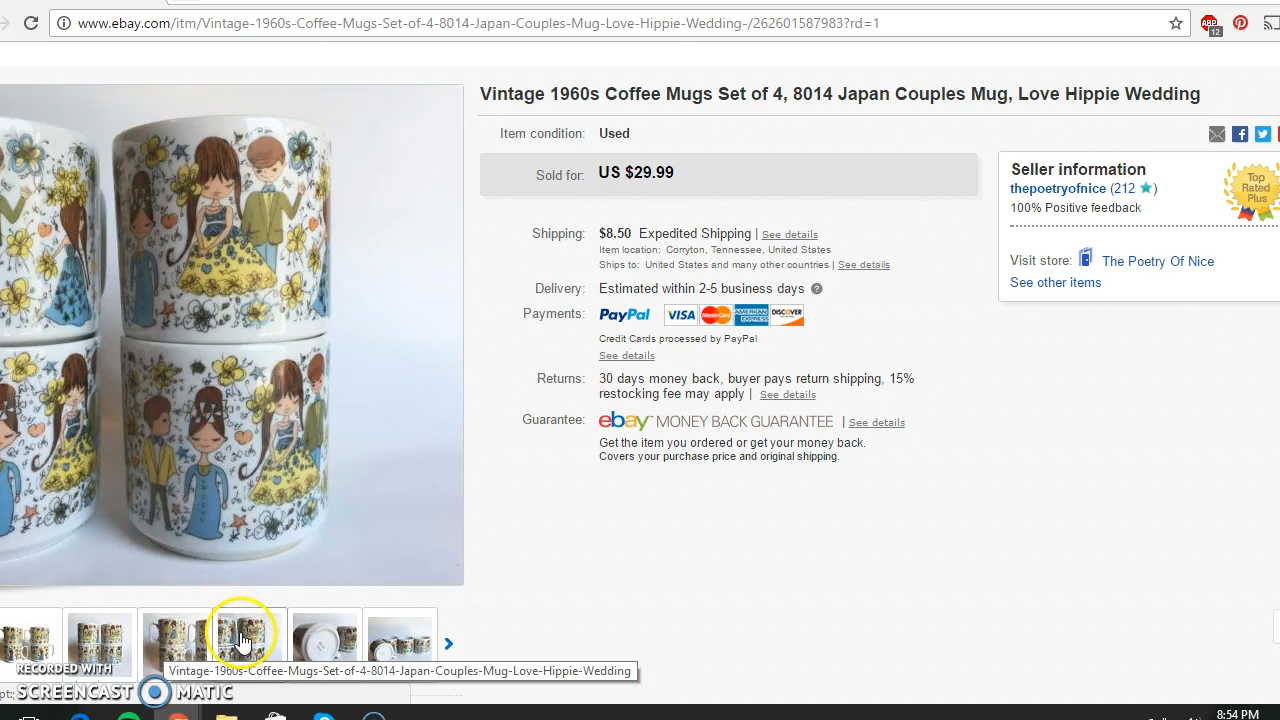 www.ebay.com/itm/Vintage-1960s-Coffee-Mugs-Set-of-4-8014-Japan-Couples-Mug-Love-Hippie-Wedding-/262601587983?rd=1
ABP
12
Vintage 1960s Coffee Mugs Set of 4, 8014 Japan Couples Mug, Love Hippie Wedding
Item condition: Used
Sold for: US $29.99
Seller information
thepoetryofnice (212 )
100% Positive feedback
Top
Rated
Plus
Visit store: The Poetry Of Nice
See other items
Shipping: $8.50 Expedited Shipping | See details
Item location: Corryton, Tennessee, United States
Ships to: United States and many other countries | See details
Delivery: Estimated within 2-5 business days ?
Payments: PayPal VISA MasterCard AMERICAN EXPRESS DISCOVER
Credit Cards processed by PayPal
See details
Returns: 30 days money back, buyer pays return shipping, 15%
restocking fee may apply | See details
Guarantee: ebay MONEY BACK GUARANTEE | See details
Get the item you ordered or get your money back.
Covers your purchase price and original shipping.
Vintage-1960s-Coffee-Mugs-Set-of-4-8014-Japan-Couples-Mug-Love-Hippie-Wedding
RECORDED WITH
SCREENCAST MATIC
8:54 PM